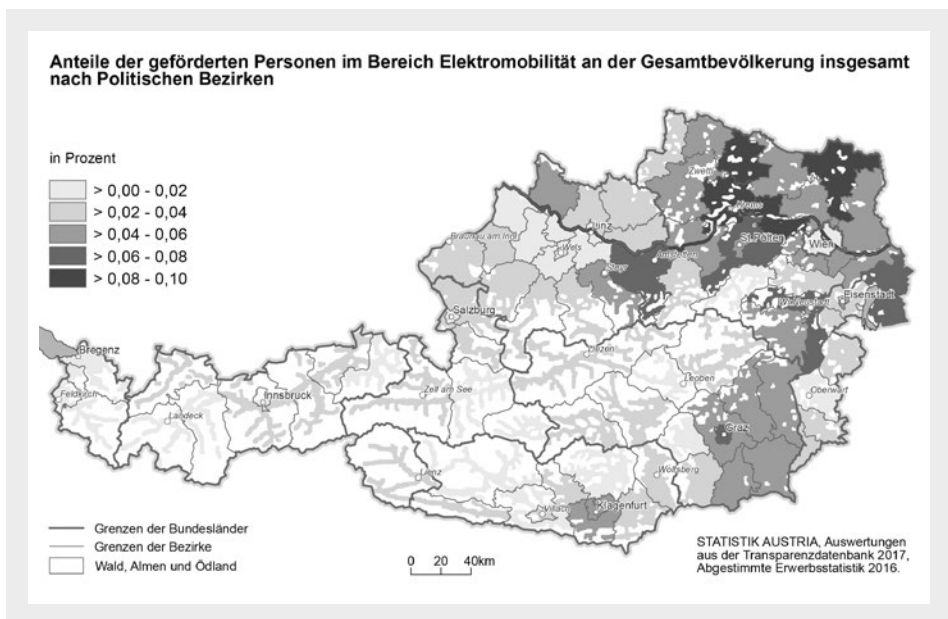 Anteile der geförderten Personen im Bereich Elektromobilität an der Gesamtbevölkerung insgesamt
nach Politischen Bezirken
in Prozent
> 0,00 - 0,02
> 0,02 - 0,04
> 0,04 - 0,06
> 0,06 - 0,08
> 0,08 - 0,10
Zwettl
Krems
Linz
Braunau am Inn
Wels
St.Pölten
Wien
Amstetten
Steyr
Wr.Neustadt
Eisenstadt
Salzburg
Bregenz
Liezen
Leoben
Oberwart
Feldkirch
Innsbruck
Zell am See
Landeck
Graz
Lienz
Wolfsberg
Villach
Klagenfurt
Grenzen der Bundesländer
Grenzen der Bezirke
Wald, Almen und Ödland
0 20 40km
STATISTIK AUSTRIA, Auswertungen
aus der Transparenzdatenbank 2017,
Abgestimmte Erwerbsstatistik 2016.